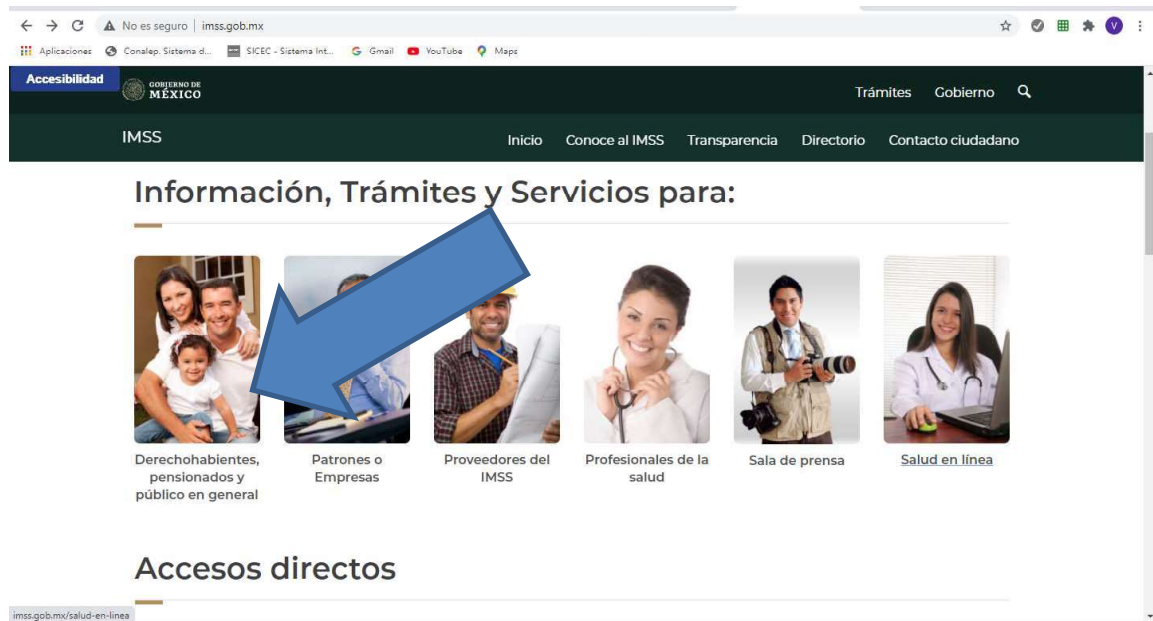 No es seguro | imss.gob.mx
Aplicaciones Conalep. Sistema d... SICEC - Sistema Int... Gmail YouTube Maps
V
Accesibilidad
GOBIERNO DE
MÉXICO
Trámites Gobierno
IMSS Inicio Conoce al IMSS Transparencia Directorio Contacto ciudadano
Información, Trámites y Servicios para:
Derechohabientes,
pensionados y
público en general
Patrones o
Empresas
Proveedores del
IMSS
Profesionales de la
salud
Sala de prensa
Salud en línea
Accesos directos
imss.gob.mx/salud-en-linea